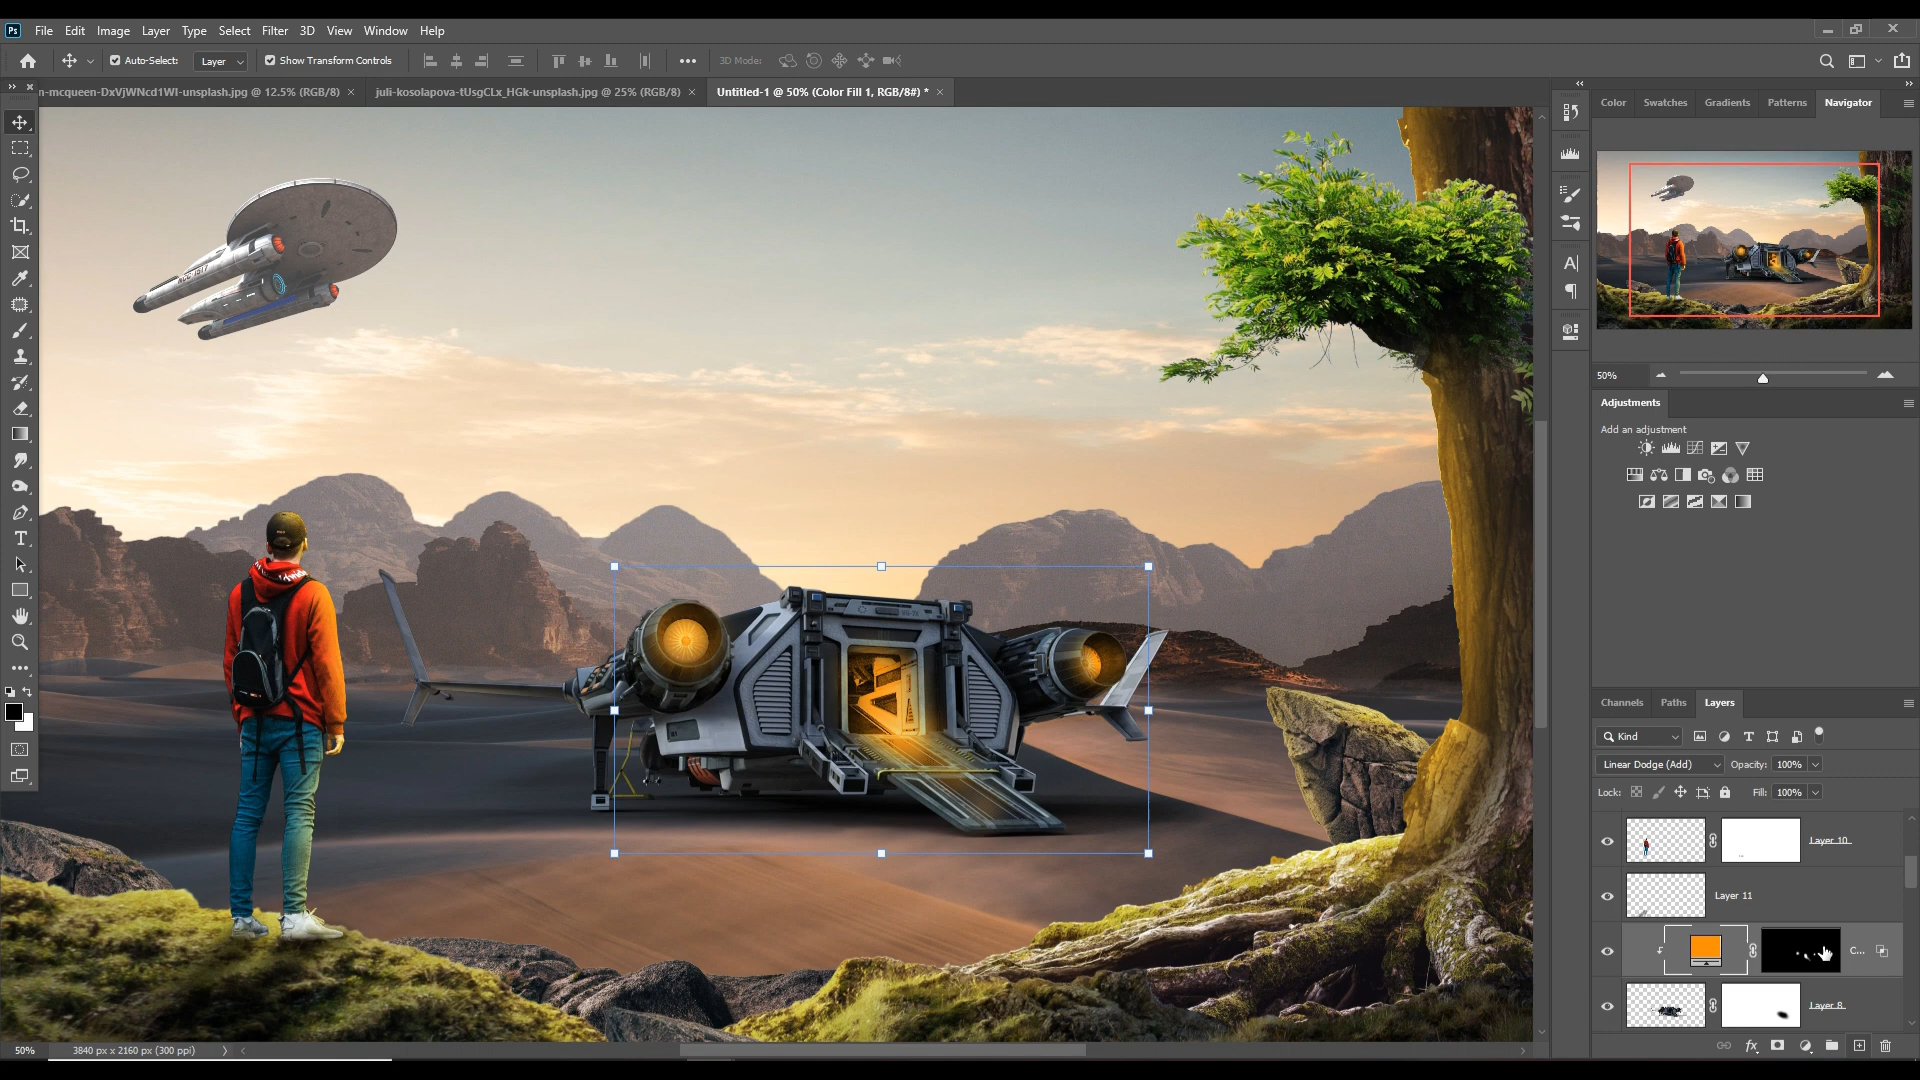 Ps File Edit Image Layer Type Select Filter 3D View Window Help
Auto-Select: Layer Show Transform Controls 3D Mode:
n-mcqueen-DxVjWNcd1WI-unsplash.jpg @ 12.5% (RGB/8) × juli-kosolapova-tUsgCLx_HGk-unsplash.jpg @ 25% (RGB/8) × Untitled-1 @ 50% (Color Fill 1, RGB/8#) * ×
Color Swatches Gradients Patterns Navigator
50%
Adjustments
Add an adjustment
Channels Paths Layers
Kind
Linear Dodge (Add) Opacity: 100%
Lock: Fill: 100%
Layer 10
Layer 11
C...
Layer 8
fx
50% 3840 px x 2160 px (300 ppi)